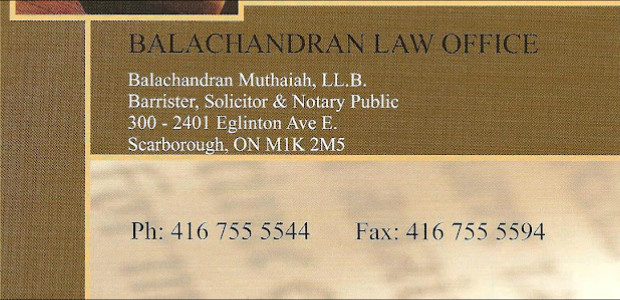 BALACHANDRAN LAW OFFICE
Balachandran Muthaiah, LL.B.
Barrister, Solicitor & Notary Public
300 - 2401 Eglinton Ave E.
Scarborough, ON M1K 2M5
Ph: 416 755 5544 Fax: 416 755 5594